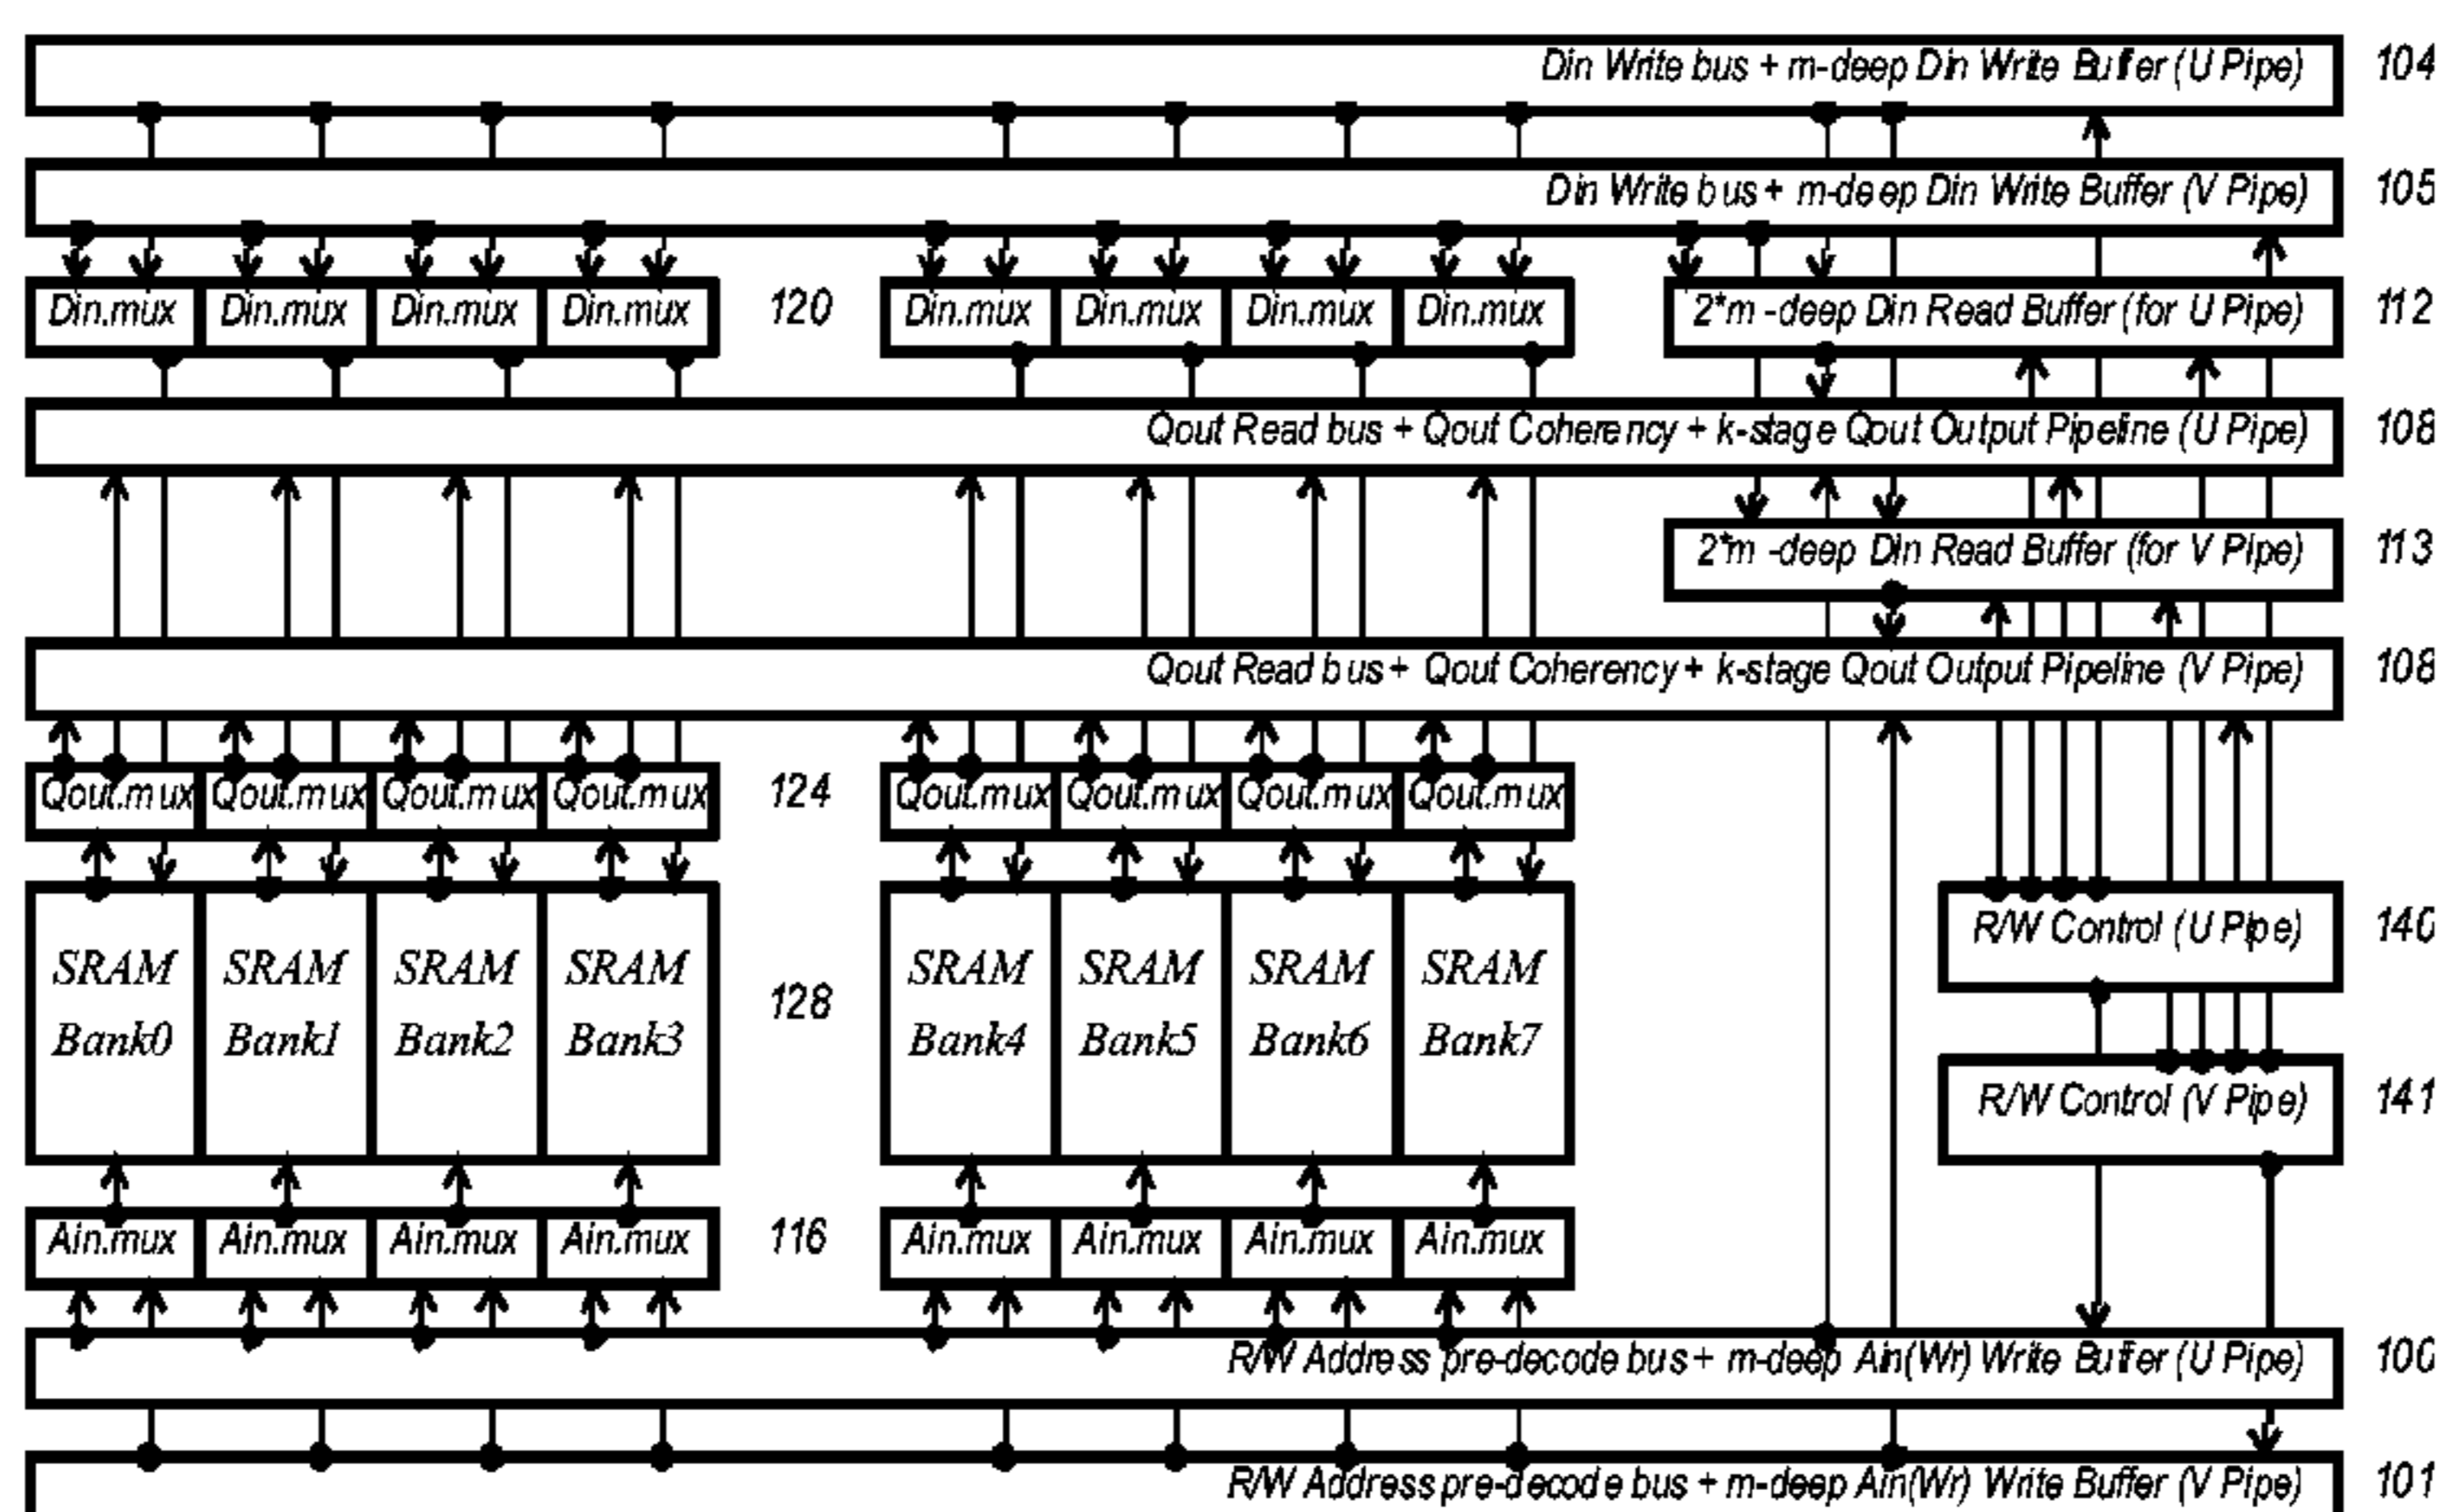 Din Write bus + m-deep Din Write Buffer (U Pipe) 104
Din Write bus + m-deep Din Write Buffer (V Pipe) 105
Din.mux Din.mux Din.mux Din.mux 120 Din.mux Din.mux Din.mux Din.mux 2*m -deep Din Read Buffer (for U Pipe) 112
Qout Read bus + Qout Coherency + k-stage Qout Output Pipeline (U Pipe) 108
2*m -deep Din Read Buffer (for V Pipe) 113
Qout Read bus + Qout Coherency + k-stage Qout Output Pipeline (V Pipe) 108
Qout.mux Qout.mux Qout.mux Qout.mux 124 Qout.mux Qout.mux Qout.mux Qout.mux
R/W Control (U Pipe) 140
SRAM SRAM SRAM SRAM 128 SRAM SRAM SRAM SRAM
Bank0 Bank1 Bank2 Bank3 Bank4 Bank5 Bank6 Bank7
R/W Control (V Pipe) 141
Ain.mux Ain.mux Ain.mux Ain.mux 116 Ain.mux Ain.mux Ain.mux Ain.mux
R/W Address pre-decode bus + m-deep Ain(Wr) Write Buffer (U Pipe) 100
R/W Address pre-decode bus + m-deep Ain(Wr) Write Buffer (V Pipe) 101